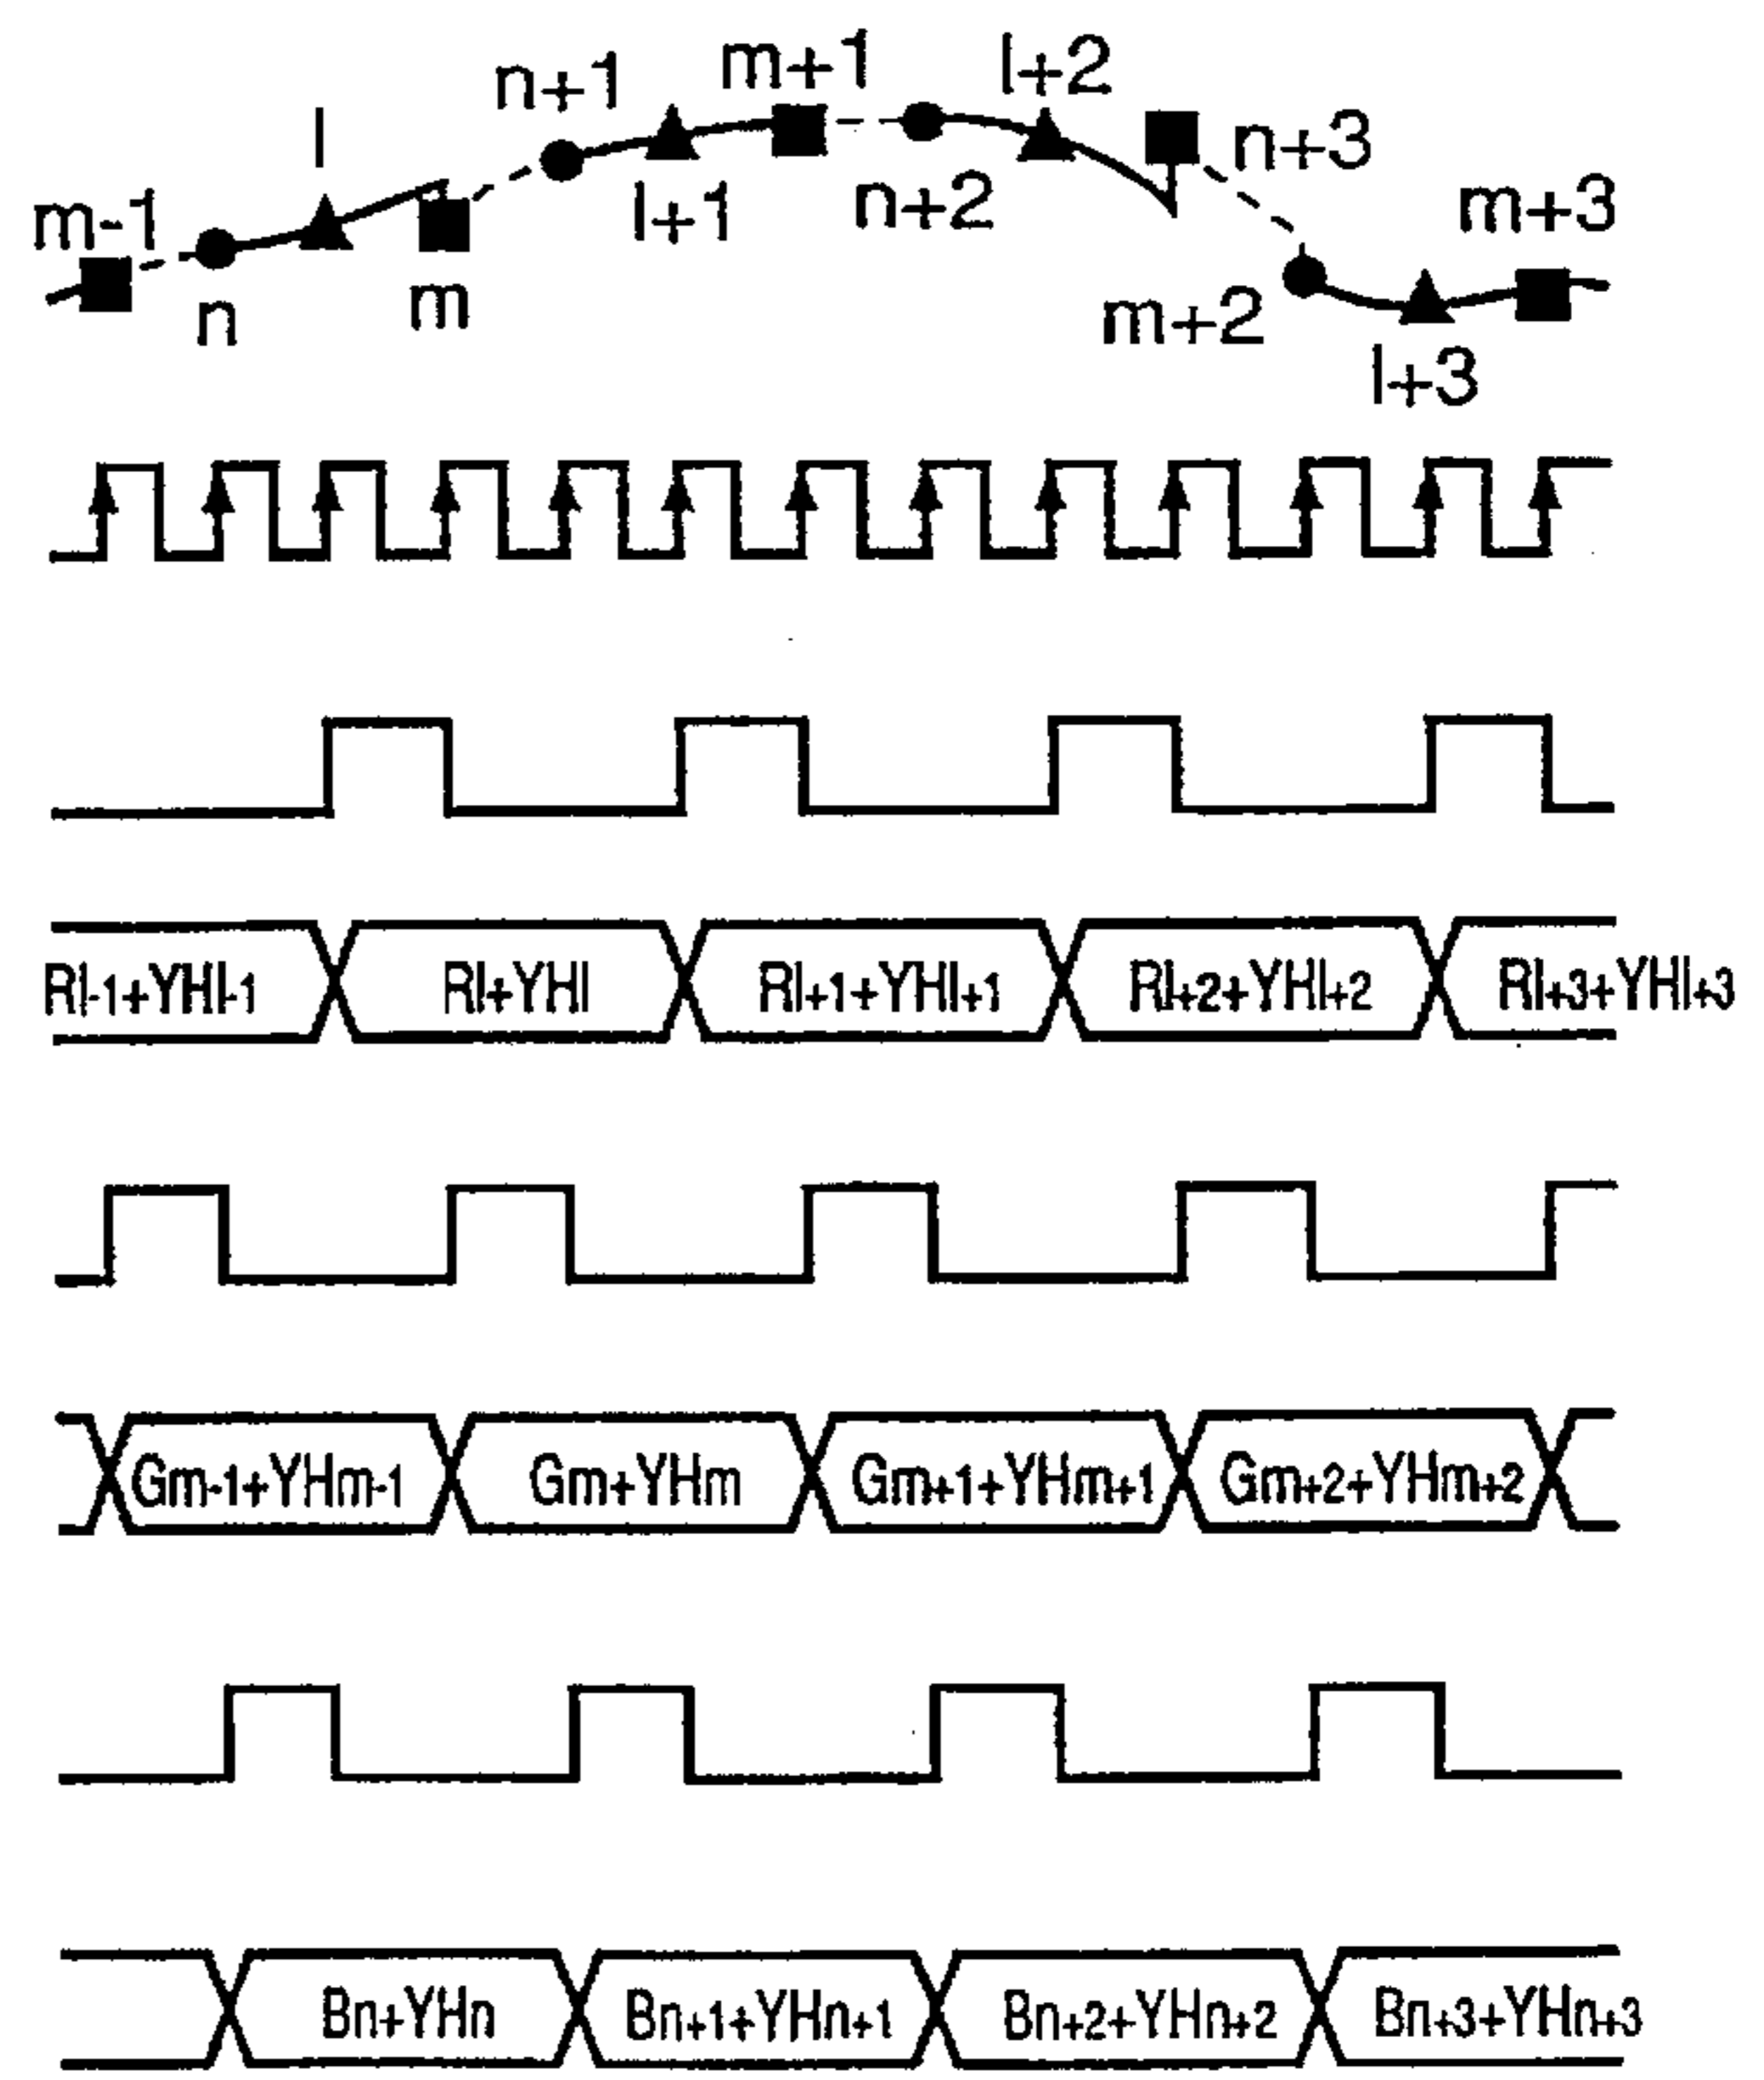 m-1
n
l
m
n+1
l+1
m+1
n+2
l+2
n+3
m+2
l+3
m+3
Rl-1+YHl-1 Rl+YHl Rl+1+YHl+1 Rl+2+YHl+2 Rl+3+YHl+3
Gm-1+YHm-1 Gm+YHm Gm+1+YHm+1 Gm+2+YHm+2
Bn+YHn Bn+1+YHn+1 Bn+2+YHn+2 Bn+3+YHn+3